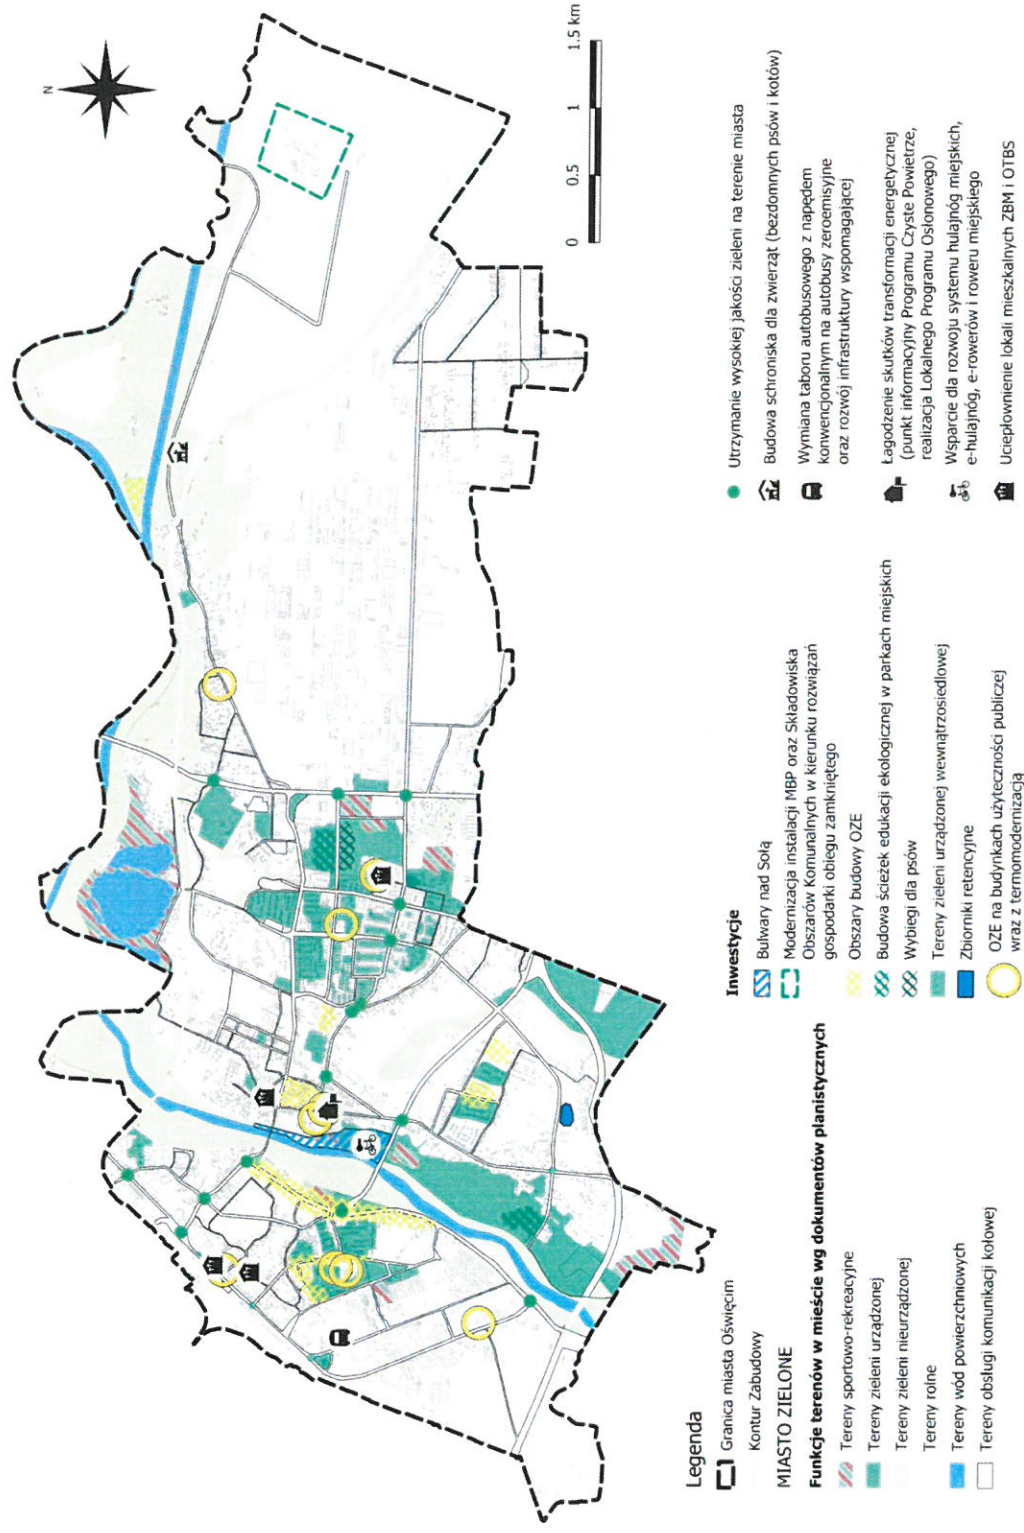 N
0 0.5 1 1.5 km
Legenda
Granica miasta Oświęcim
Kontur Zabudowy
MIASTO ZIELONE
Funkcje terenów w mieście wg dokumentów planistycznych
Tereny sportowo-rekreacyjne
Tereny zieleni urządzonej
Tereny zieleni nieurządzonej
Tereny rolne
Tereny wód powierzchniowych
Tereny obsługi komunikacji kołowej
Inwestycje
Bulwary nad Sołą
Modernizacja instalacji MBP oraz Składowiska
Obszarów Komunalnych w kierunku rozwiązań
gospodarki obiegu zamkniętego
Obszary budowy OZE
Budowa ścieżek edukacji ekologicznej w parkach miejskich
Wybiegi dla psów
Tereny zieleni urządzonej wewnątrzosiedlowej
Zbiorniki retencyjne
OZE na budynkach użyteczności publiczej
wraz z termomodernizacją
Utrzymanie wysokiej jakości zieleni na terenie miasta
Budowa schroniska dla zwierząt (bezdomnych psów i kotów)
Wymiana taboru autobusowego z napędem
konwencjonalnym na autobusy zeroemisyjne
oraz rozwój infrastruktury wspomagającej
Łagodzenie skutków transformacji energetycznej
(punkt informacyjny Programu Czyste Powietrze,
realizacja Lokalnego Programu Osłonowego)
Wsparcie dla rozwoju systemu hulajnóg miejskich,
e-hulajnóg, e-rowerów i roweru miejskiego
Uciepłownienie lokali mieszkalnych ZBM i OTBS